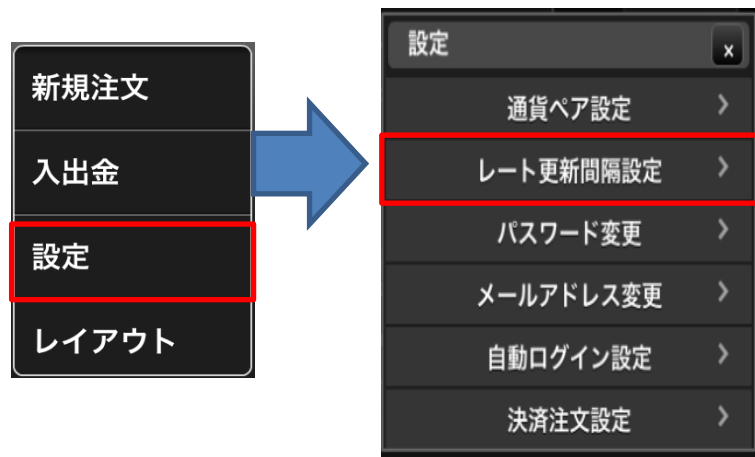 新規注文
入出金
設定
レイアウト
設定
x
通貨ペア設定
レート更新間隔設定
パスワード変更
メールアドレス変更
自動ログイン設定
決済注文設定